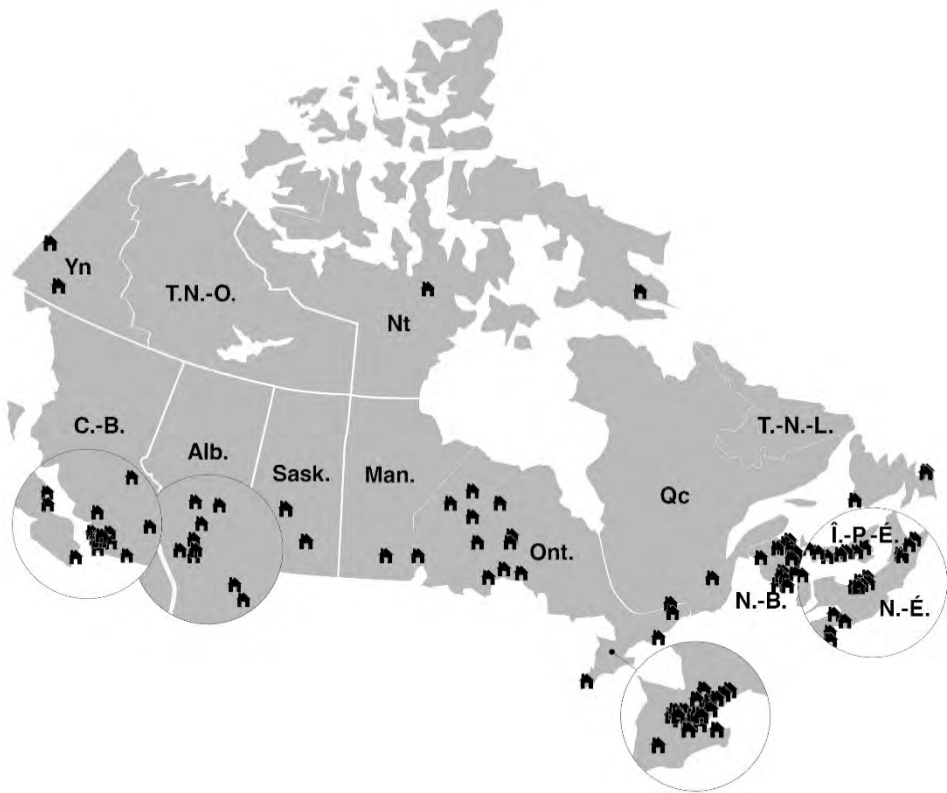 Yn
T.N.-O.
Nt
C.-B.
Alb.
Sask.
Man.
Ont.
Qc
T.-N.-L.
Î.-P.-É.
N.-B.
N.-É.